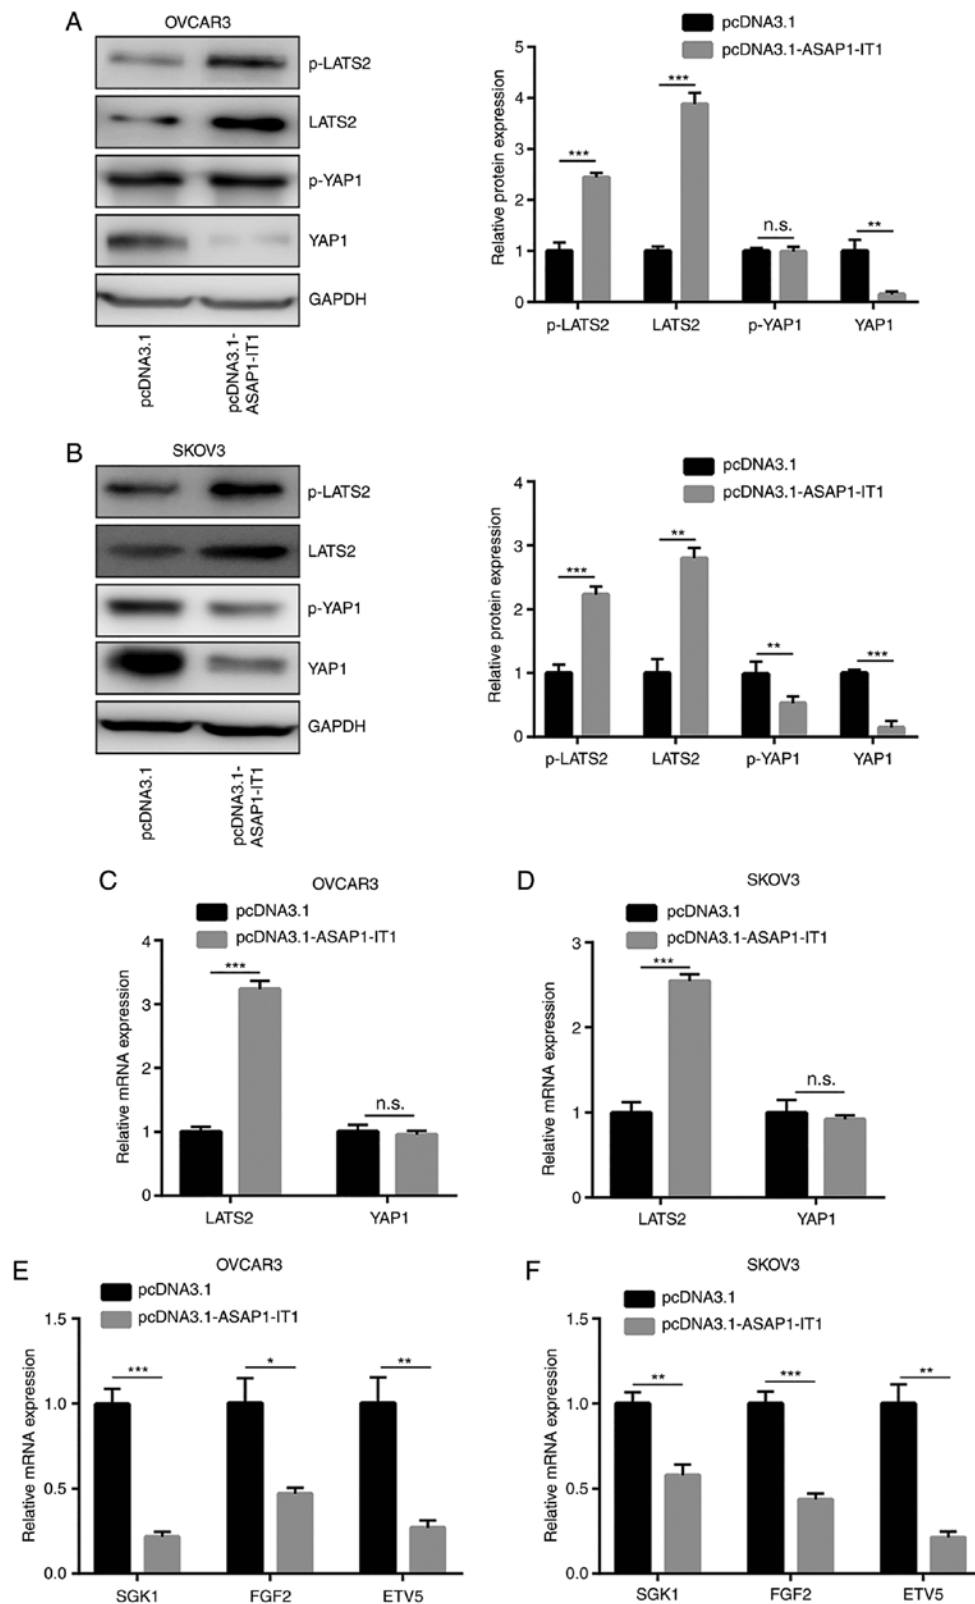 A
OVCAR3
p-LATS2
LATS2
p-YAP1
YAP1
GAPDH
pcDNA3.1
pcDNA3.1-
ASAP1-IT1
pcDNA3.1
pcDNA3.1-ASAP1-IT1
Relative protein expression
5
4
3
2
1
0
***
***
n.s.
**
p-LATS2
LATS2
p-YAP1
YAP1
B
SKOV3
p-LATS2
LATS2
p-YAP1
YAP1
GAPDH
pcDNA3.1
pcDNA3.1-
ASAP1-IT1
pcDNA3.1
pcDNA3.1-ASAP1-IT1
Relative protein expression
4
3
2
1
0
***
**
**
***
p-LATS2
LATS2
p-YAP1
YAP1
C
OVCAR3
pcDNA3.1
pcDNA3.1-ASAP1-IT1
Relative mRNA expression
4
3
2
1
0
***
n.s.
LATS2
YAP1
D
SKOV3
pcDNA3.1
pcDNA3.1-ASAP1-IT1
Relative mRNA expression
3
2
1
0
***
n.s.
LATS2
YAP1
E
OVCAR3
pcDNA3.1
pcDNA3.1-ASAP1-IT1
Relative mRNA expression
1.5
1.0
0.5
0.0
***
*
**
SGK1
FGF2
ETV5
F
SKOV3
pcDNA3.1
pcDNA3.1-ASAP1-IT1
Relative mRNA expression
1.5
1.0
0.5
0.0
**
***
**
SGK1
FGF2
ETV5